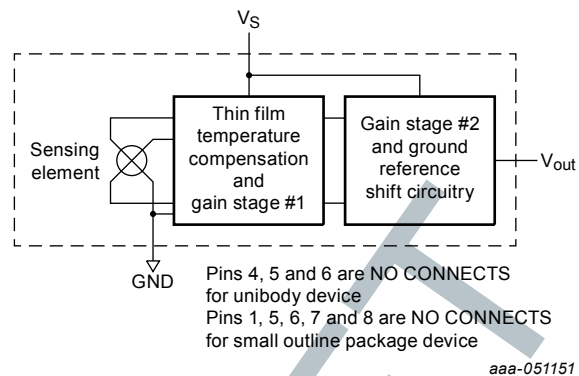 V_S
Sensing
element
Thin film
temperature
compensation
and
gain stage #1
Gain stage #2
and ground
reference
shift circuitry
V_out
GND
Pins 4, 5 and 6 are NO CONNECTS
for unibody device
Pins 1, 5, 6, 7 and 8 are NO CONNECTS
for small outline package device
aaa-051151